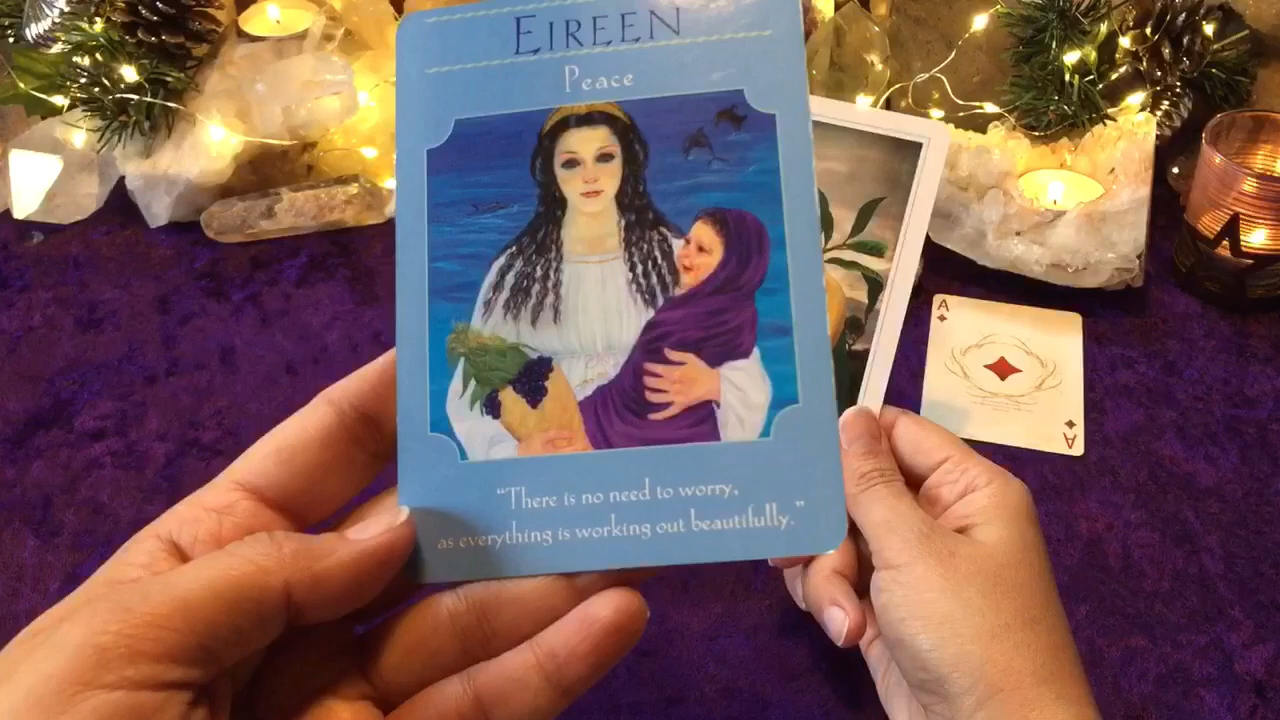 EIREEN
Peace
"There is no need to worry,
as everything is working out beautifully."
A
A